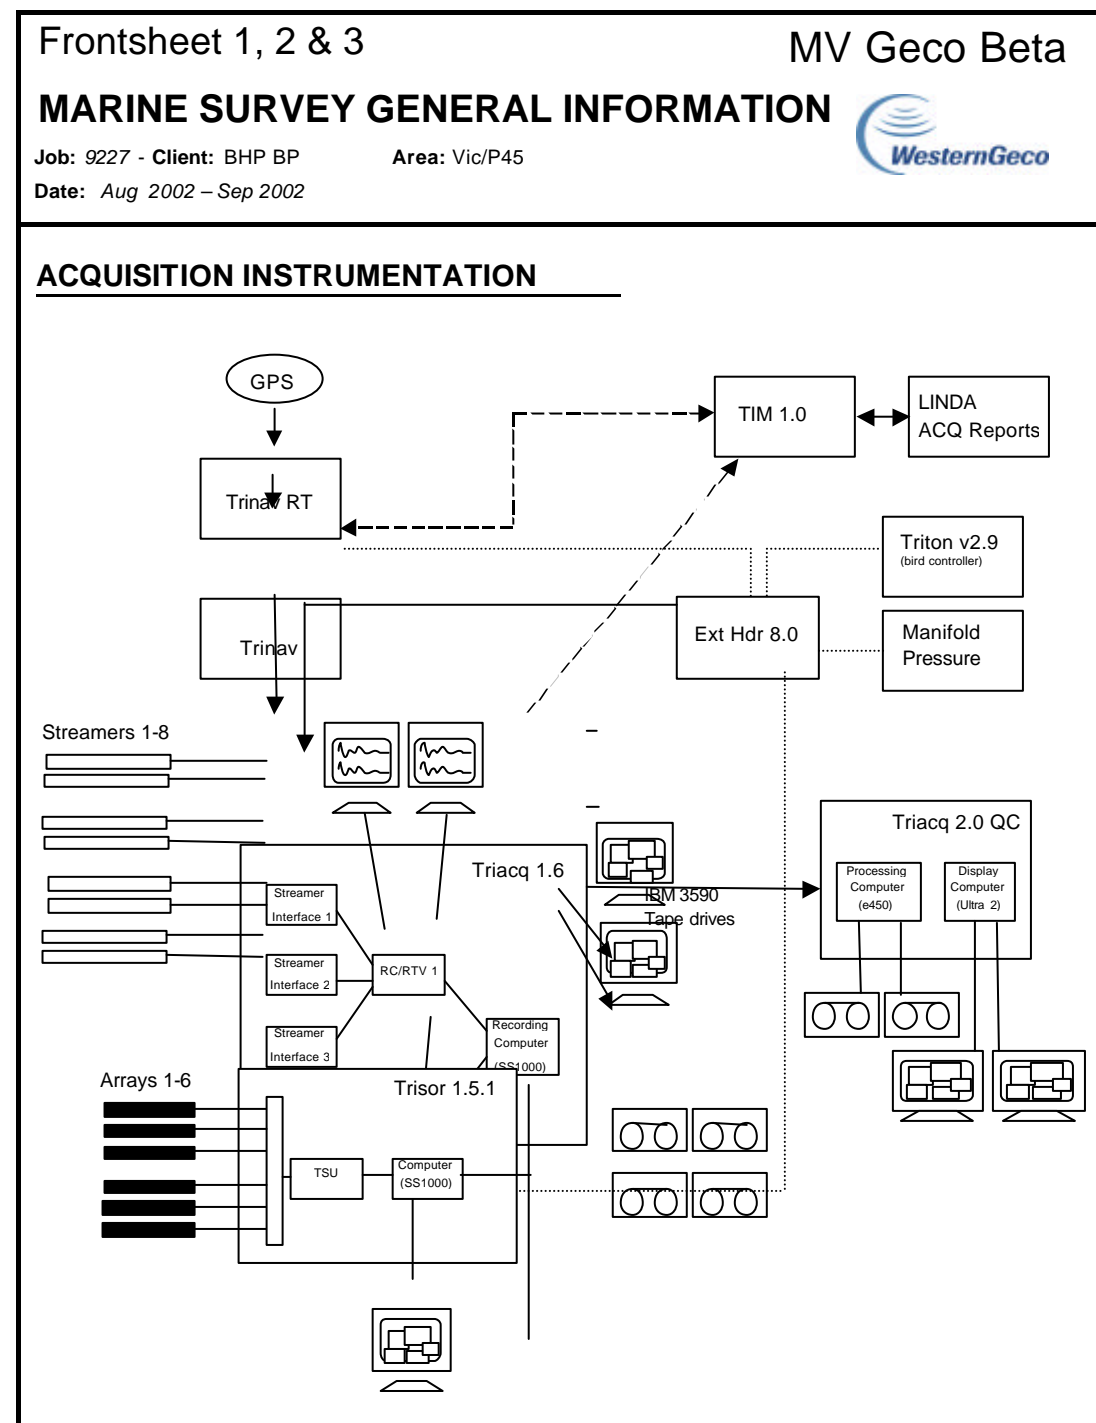 Frontsheet 1, 2 & 3
MV Geco Beta
MARINE SURVEY GENERAL INFORMATION
WesternGeco
Job: 9227 - Client: BHP BP Area: Vic/P45
Date: Aug 2002 – Sep 2002
ACQUISITION INSTRUMENTATION
GPS
TIM 1.0
LINDA
ACQ Reports
Trinav RT
Triton v2.9
(bird controller)
Ext Hdr 8.0
Manifold
Pressure
Trinav
Streamers 1-8
Triacq 2.0 QC
Processing
Computer
(e450)
Display
Computer
(Ultra 2)
Triacq 1.6
IBM 3590
Tape drives
Streamer
Interface 1
Streamer
Interface 2
RC/RTV 1
Streamer
Interface 3
Recording
Computer
(SS1000)
Arrays 1-6
Trisor 1.5.1
TSU
Computer
(SS1000)